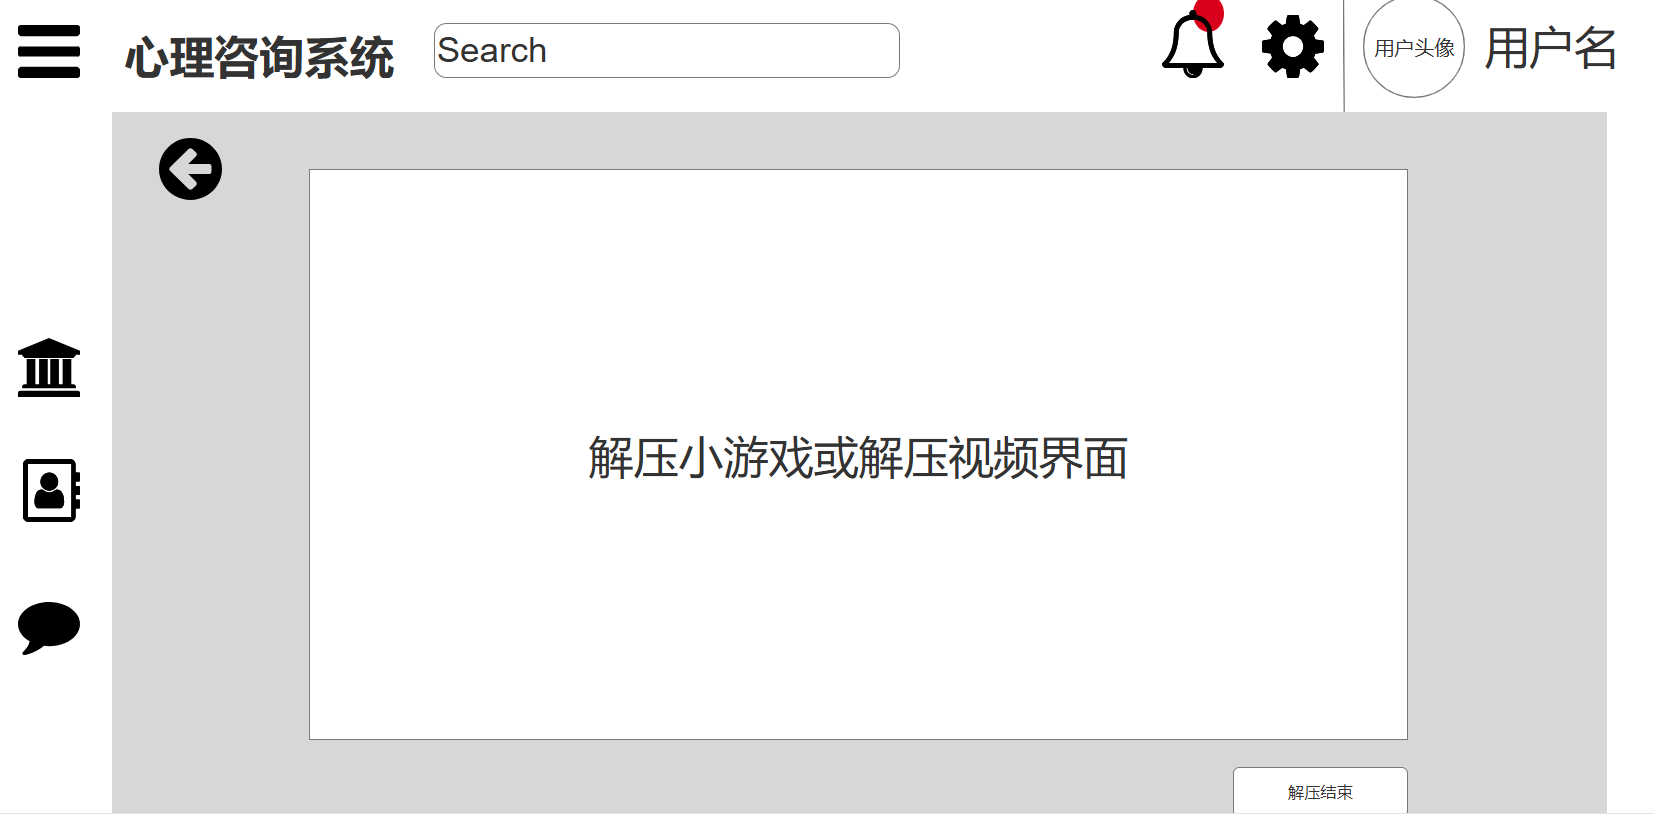 心理咨询系统
Search
用户头像
用户名
解压小游戏或解压视频界面
解压结束